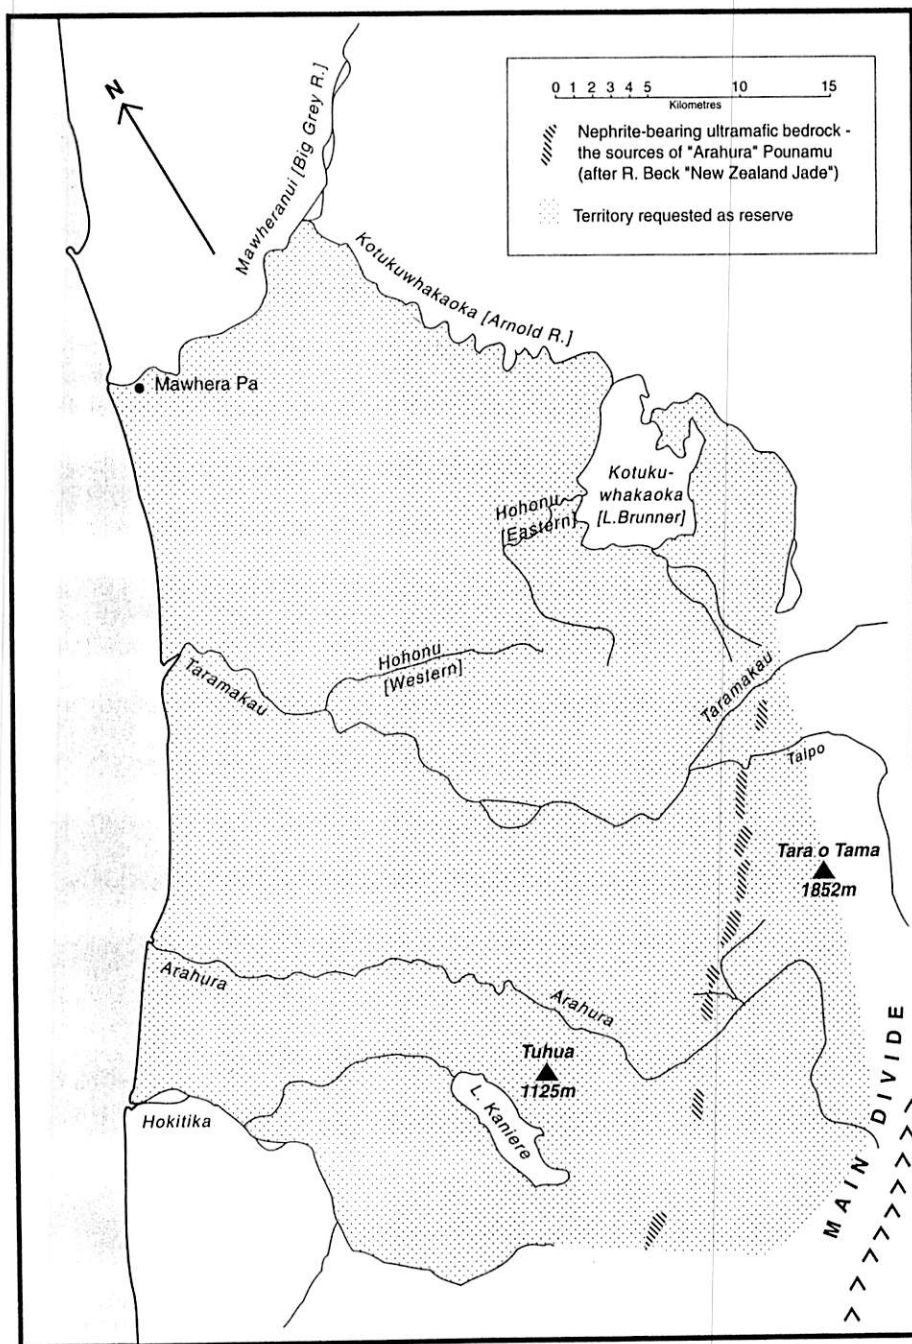 N
0 1 2 3 4 5 10 15
Kilometres
Nephrite-bearing ultramafic bedrock -
the sources of "Arahura" Pounamu
(after R. Beck "New Zealand Jade")
Territory requested as reserve
Mawheranui [Big Grey R.]
Kotukuwhakaoka [Arnold R.]
Mawhera Pa
Kotuku-
whakaoka
[L.Brunner]
Hohonu
[Eastern]
Hohonu
[Western]
Taramakau
Taramakau
Taipo
Tara o Tama
1852m
Arahura
Arahura
Tuhua
1125m
L. Kaniere
Hokitika
MAIN DIVIDE